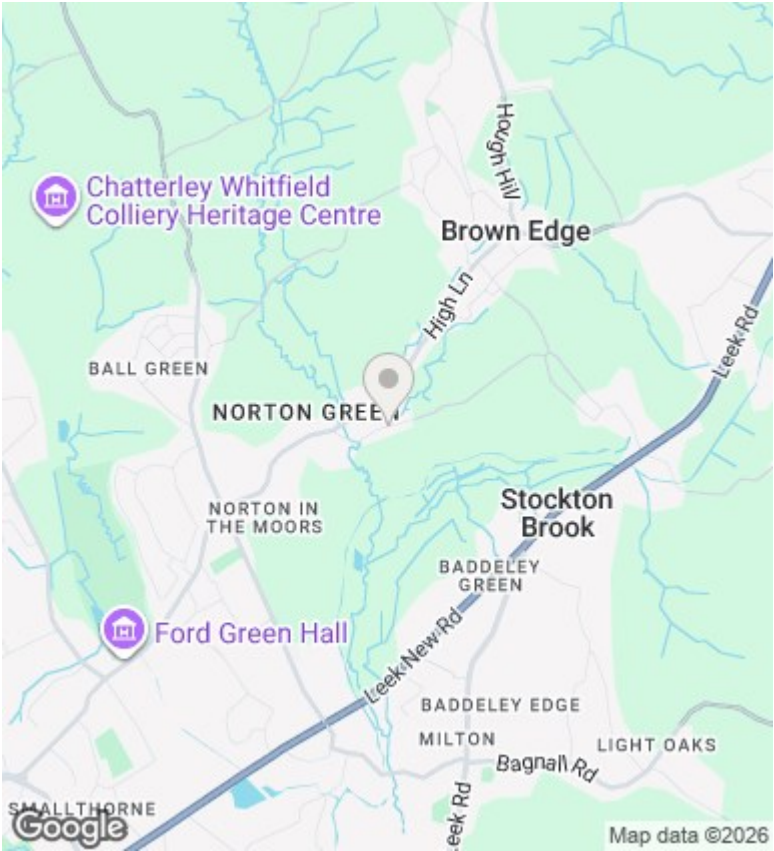 Hough Hill
Chatterley Whitfield
Colliery Heritage Centre
Brown Edge
High Ln
Leek Rd
BALL GREEN
NORTON GREEN
Stockton
Brook
NORTON IN
THE MOORS
BADDELEY
GREEN
Ford Green Hall
Leek New Rd
BADDELEY EDGE
MILTON
LIGHT OAKS
Bagnall Rd
Leek Rd
SMALLTHORNE
Google
Map data ©2026